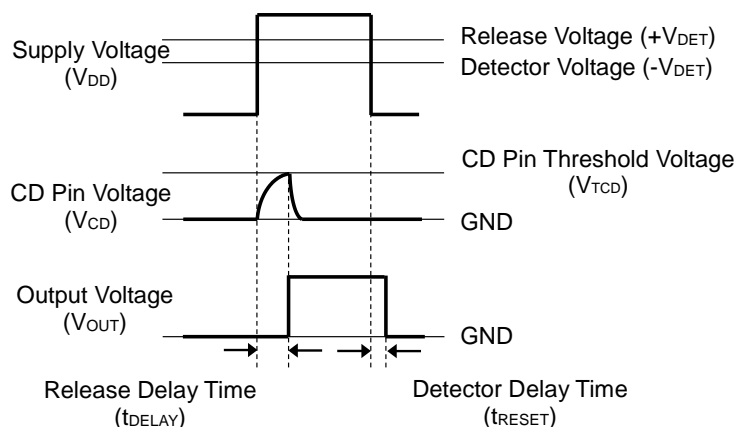 Supply Voltage
(VDD)
Release Voltage (+VDET)
Detector Voltage (-VDET)
CD Pin Voltage
(VCD)
CD Pin Threshold Voltage
(VTCD)
GND
Output Voltage
(VOUT)
GND
Release Delay Time
(tDELAY)
Detector Delay Time
(tRESET)